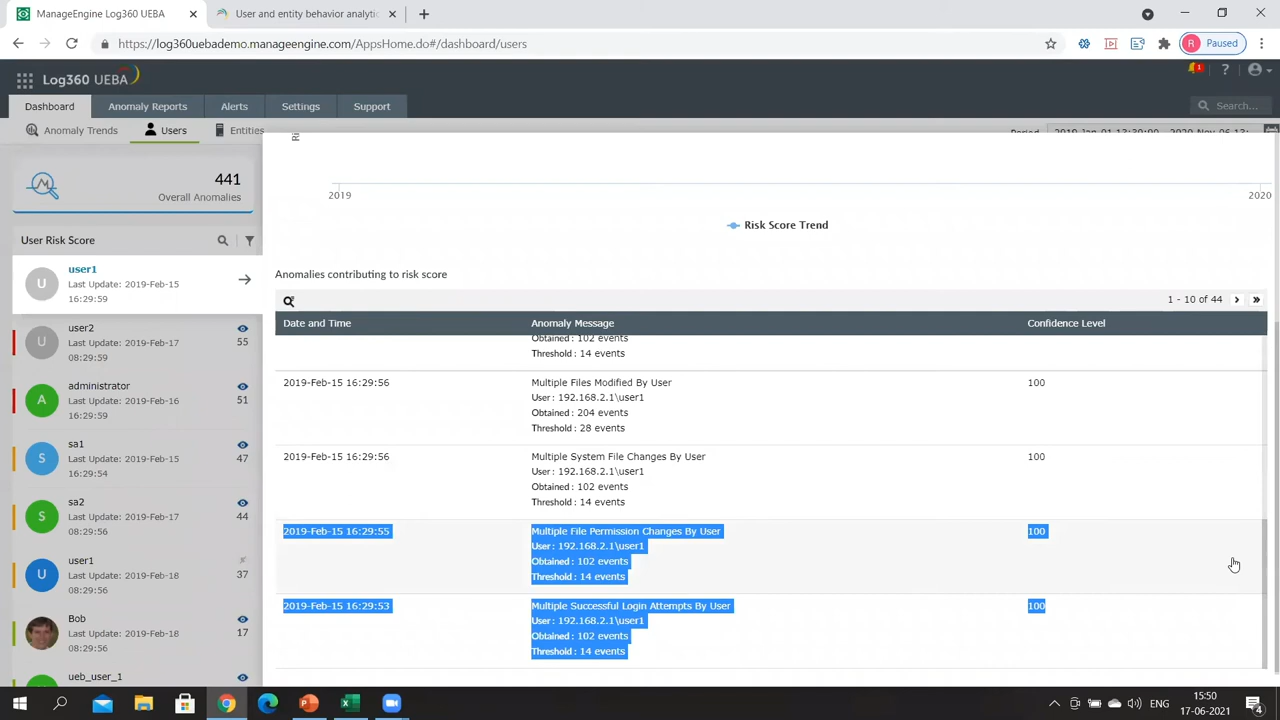 ManageEngine Log360 UEBA
User and entity behavior analytic
https://log360uebademo.manageengine.com/AppsHome.do#/dashboard/users
R Paused
Log360 UEBA
1
?
Dashboard
Anomaly Reports
Alerts
Settings
Support
Search...
Anomaly Trends
Users
Entities
441
Overall Anomalies
2019
2020
Risk Score Trend
User Risk Score
U
user1
Last Update: 2019-Feb-15
16:29:59
U
user2
Last Update: 2019-Feb-17
08:29:59
55
A
administrator
Last Update: 2019-Feb-16
16:29:59
51
S
sa1
Last Update: 2019-Feb-15
16:29:54
47
S
sa2
Last Update: 2019-Feb-17
08:29:59
44
U
user1
Last Update: 2019-Feb-18
08:29:56
37
Bob
Last Update: 2019-Feb-18
08:29:56
17
ueb_user_1
Anomalies contributing to risk score
1 - 10 of 44
Date and Time
Anomaly Message
Confidence Level
Obtained : 102 events
Threshold : 14 events
2019-Feb-15 16:29:56
Multiple Files Modified By User
100
User : 192.168.2.1\user1
Obtained : 204 events
Threshold : 28 events
2019-Feb-15 16:29:56
Multiple System File Changes By User
100
User : 192.168.2.1\user1
Obtained : 102 events
Threshold : 14 events
2019-Feb-15 16:29:55
Multiple File Permission Changes By User
100
User : 192.168.2.1\user1
Obtained : 102 events
Threshold : 14 events
2019-Feb-15 16:29:53
Multiple Successful Login Attempts By User
100
User : 192.168.2.1\user1
Obtained : 102 events
Threshold : 14 events
ENG
15:50
17-06-2021
4